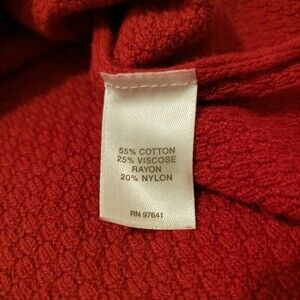 55% COTTON
25% VISCOSE
RAYON
20% NYLON
RN 97641